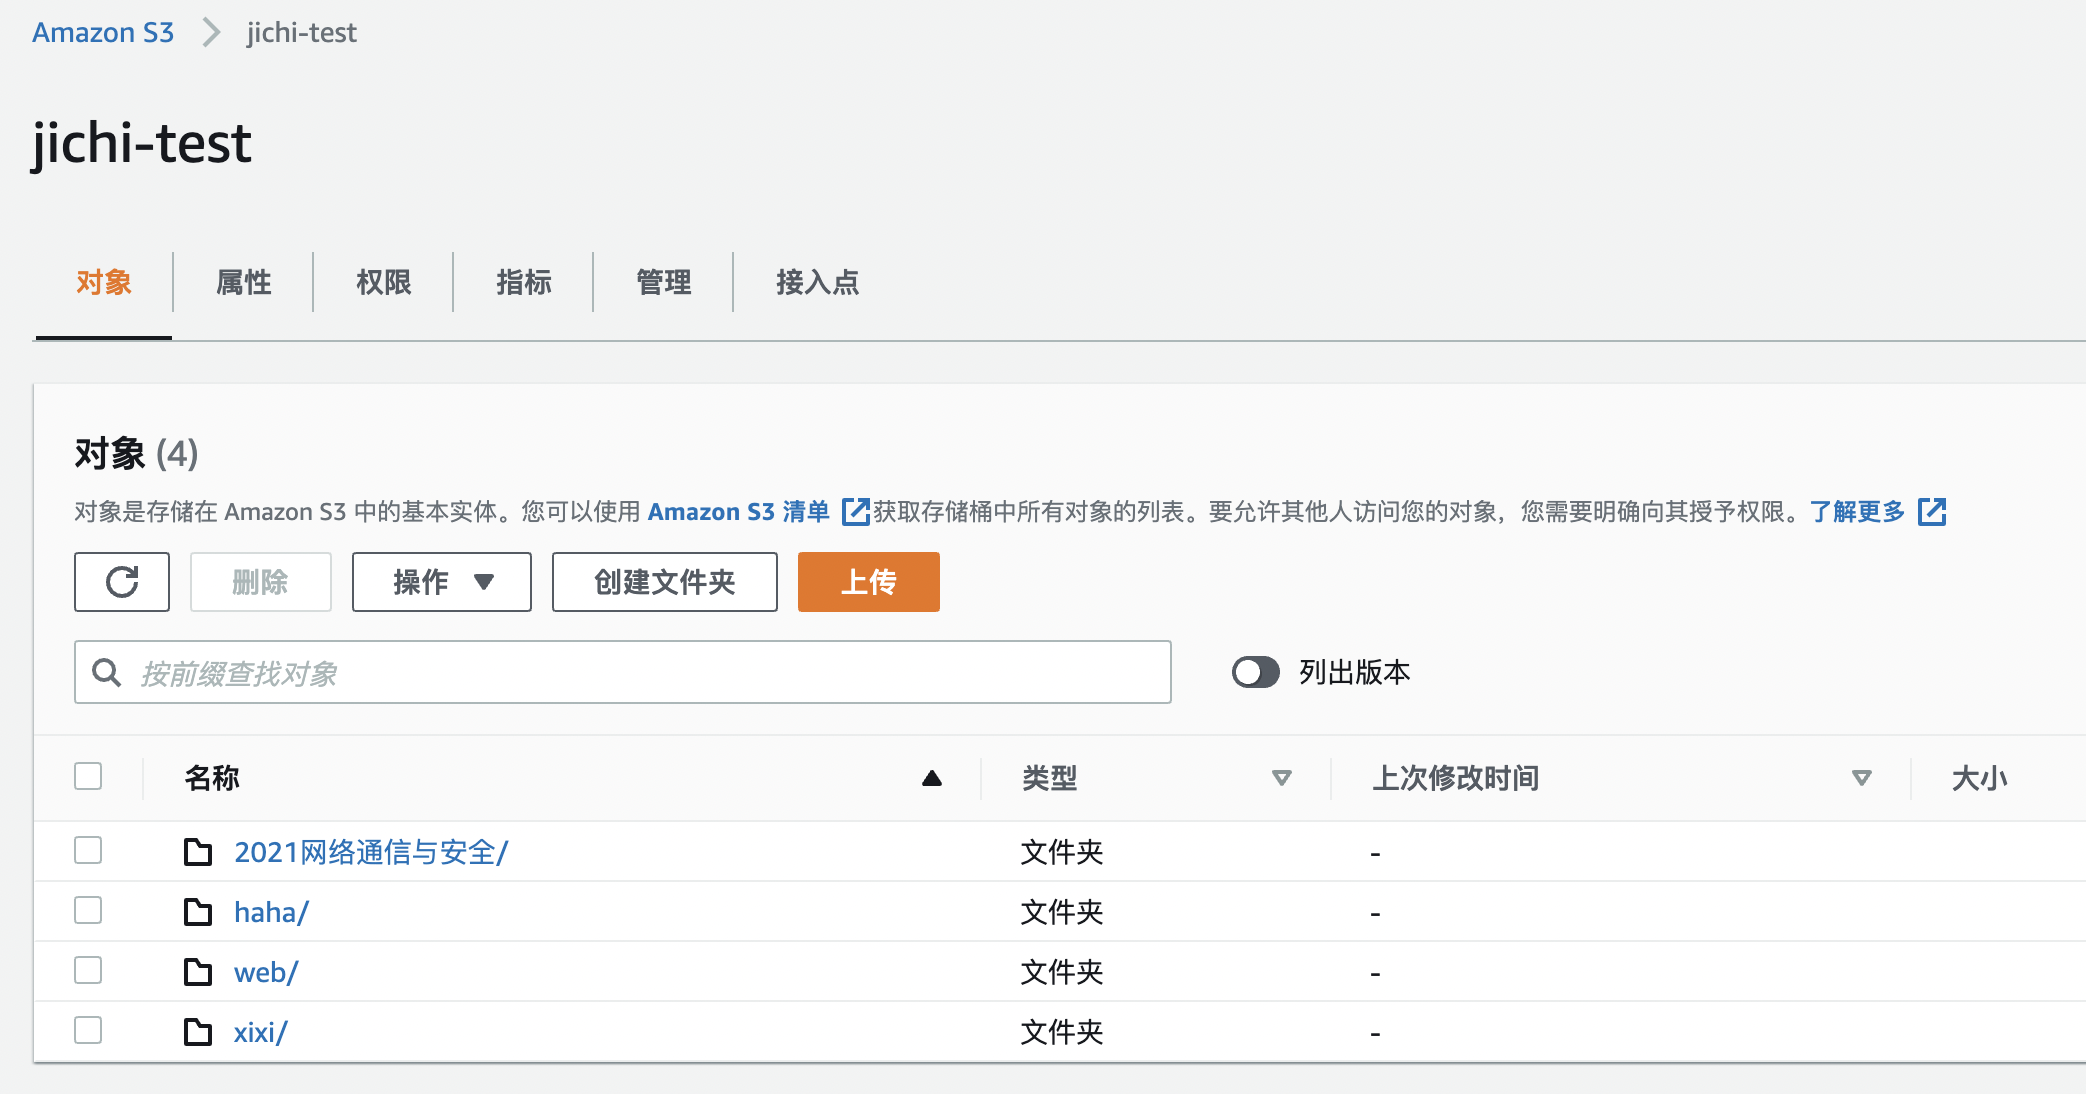 Amazon S3 jichi-test
jichi-test
对象 属性 权限 指标 管理 接入点
对象 (4)
对象是存储在 Amazon S3 中的基本实体。您可以使用 Amazon S3 清单 获取存储桶中所有对象的列表。要允许其他人访问您的对象，您需要明确向其授予权限。了解更多
删除 操作 创建文件夹 上传
按前缀查找对象 列出版本
名称 类型 上次修改时间 大小
2021网络通信与安全/ 文件夹 -
haha/ 文件夹 -
web/ 文件夹 -
xixi/ 文件夹 -